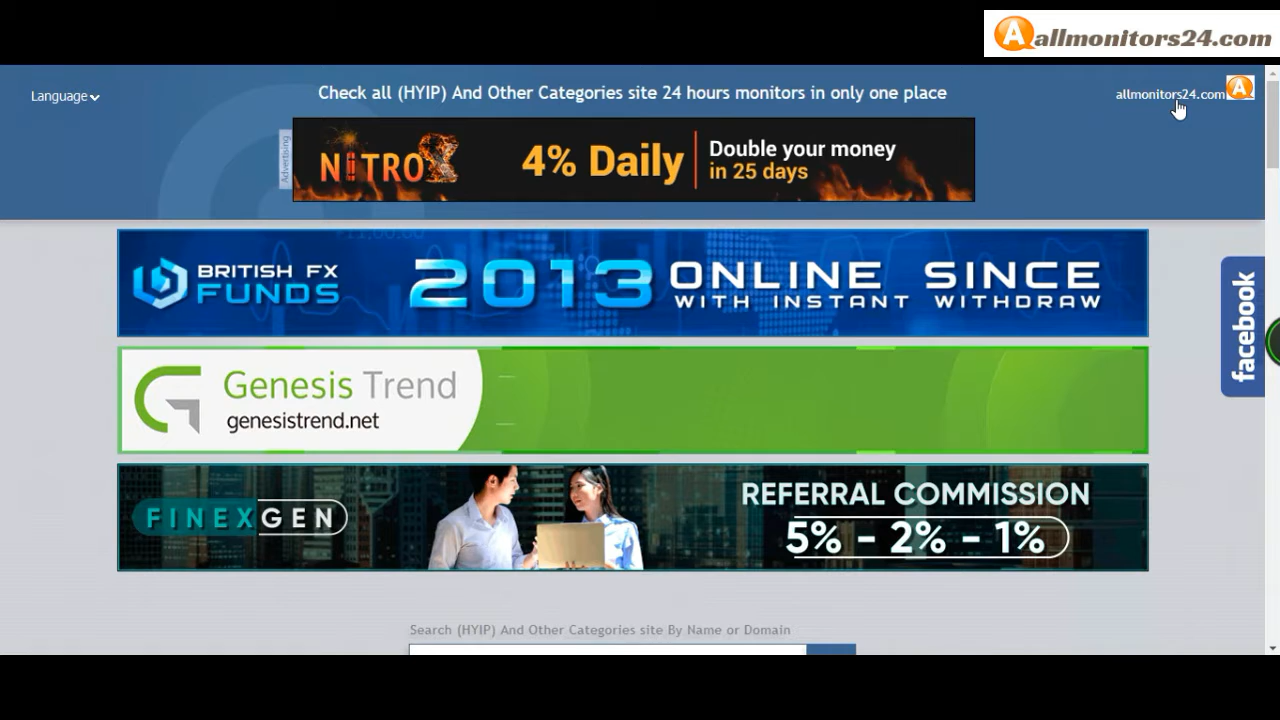 allmonitors24.com
Language
Check all (HYIP) And Other Categories site 24 hours monitors in only one place
allmonitors24.com
Advertising
NITRO
4% Daily
Double your money
in 25 days
BRITISH FX
FUNDS
2013
ONLINE SINCE
WITH INSTANT WITHDRAW
Genesis Trend
genesistrend.net
facebook
FINEXGEN
REFERRAL COMMISSION
5% - 2% - 1%
Search (HYIP) And Other Categories site By Name or Domain